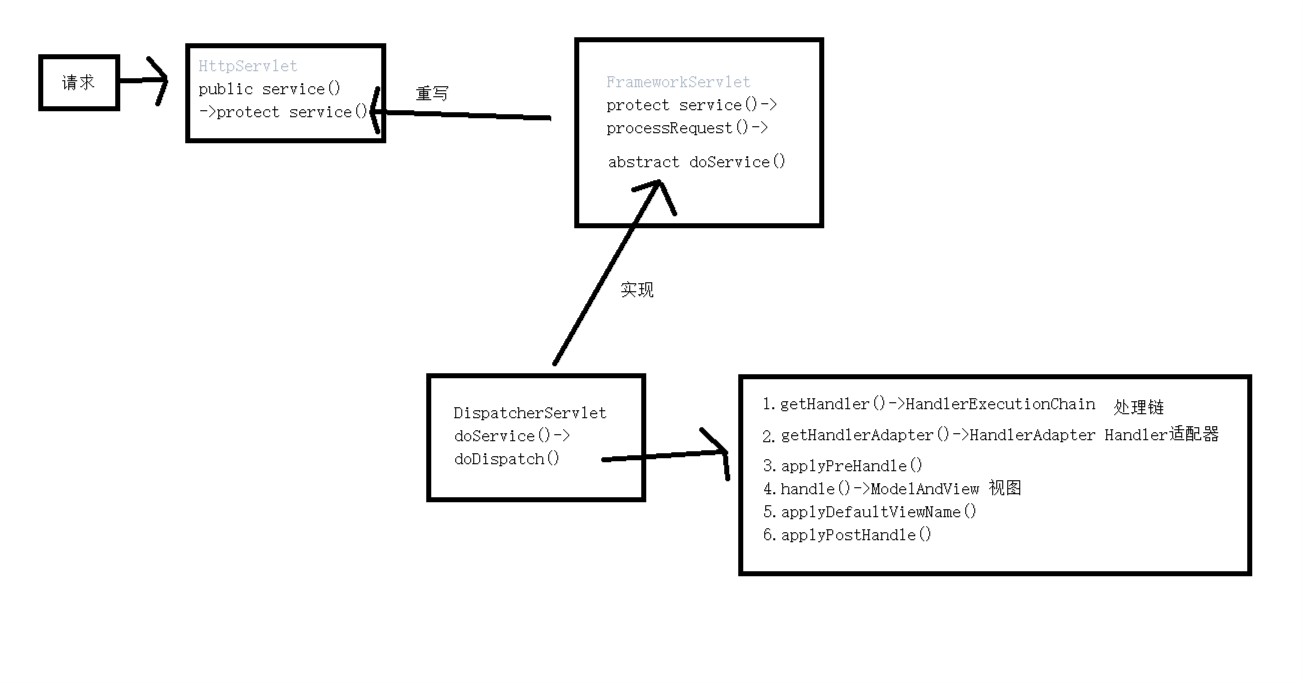 请求
HttpServlet
public service()
->protect service()
重写
FrameworkServlet
protect service()->
processRequest()->
abstract doService()
实现
DispatcherServlet
doService()->
doDispatch()
1.getHandler()->HandlerExecutionChain 处理链
2.getHandlerAdapter()->HandlerAdapter Handler适配器
3.applyPreHandle()
4.handle()->ModelAndView 视图
5.applyDefaultViewName()
6.applyPostHandle()